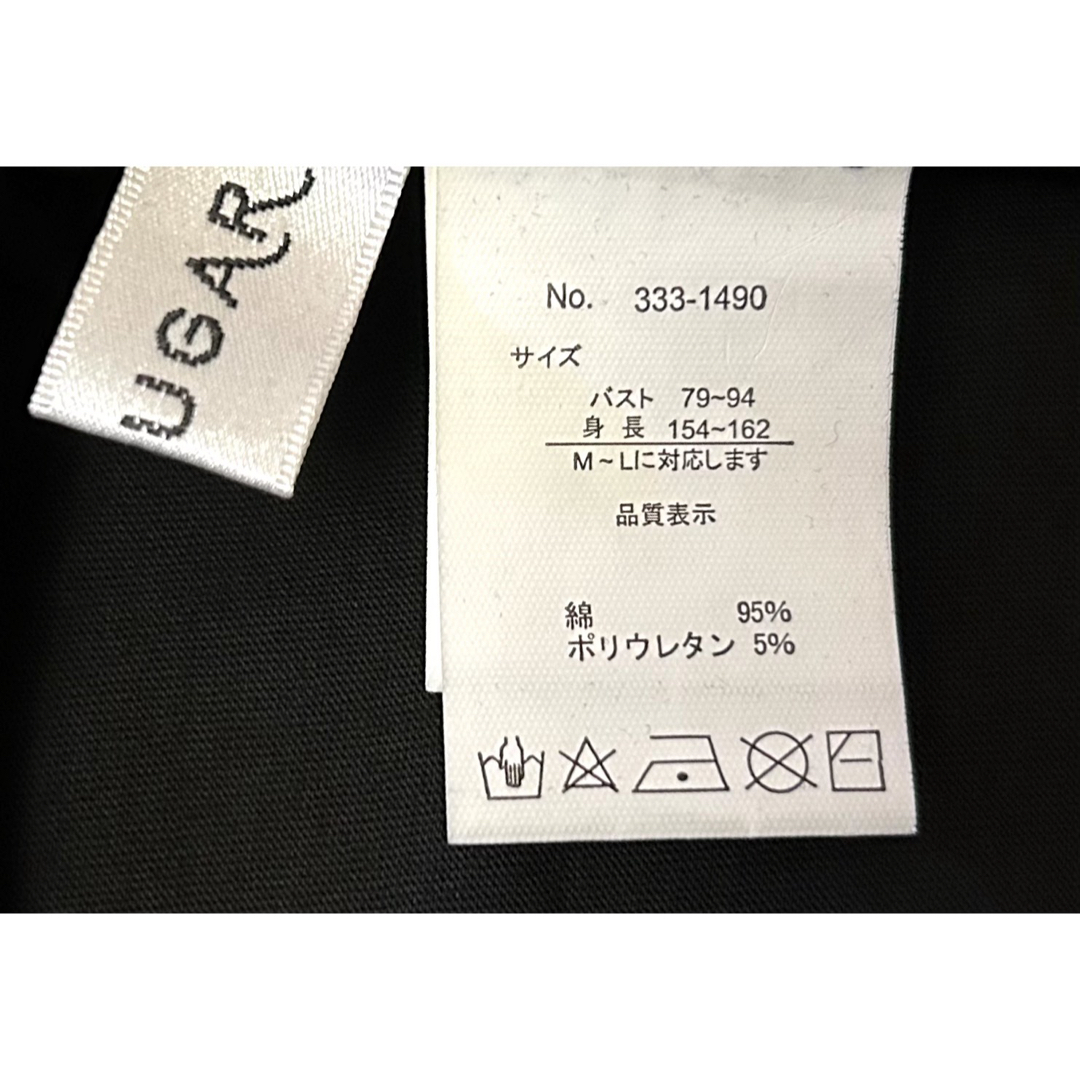 UGAR
No. 333-1490
サイズ
バスト 79~94
身 長 154~162
M~Lに対応します
品質表示
綿 95%
ポリウレタン 5%